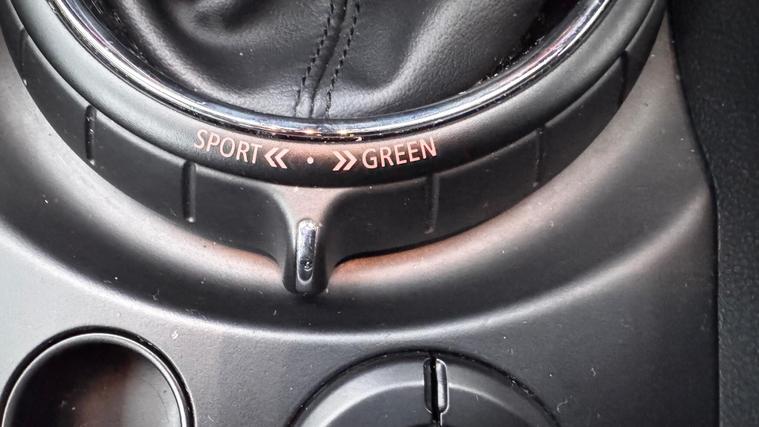 SPORT « · » GREEN